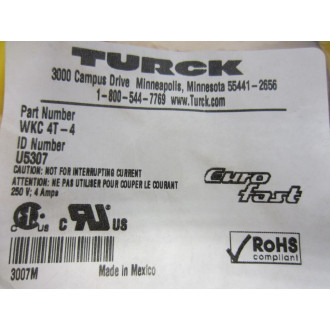 TURCK
3000 Campus Drive Minneapolis, Minnesota 55441-2656
1-800-544-7769 www.Turck.com
Part Number
WKC 4T-4
ID Number
U5307
CAUTION: NOT FOR INTERRUPTING CURRENT
ATTENTION: NE PAS UTILISER POUR COUPER LE COURANT
250 V; 4 Amps
euro fast
C US
RoHS
compliant
3007M Made in Mexico